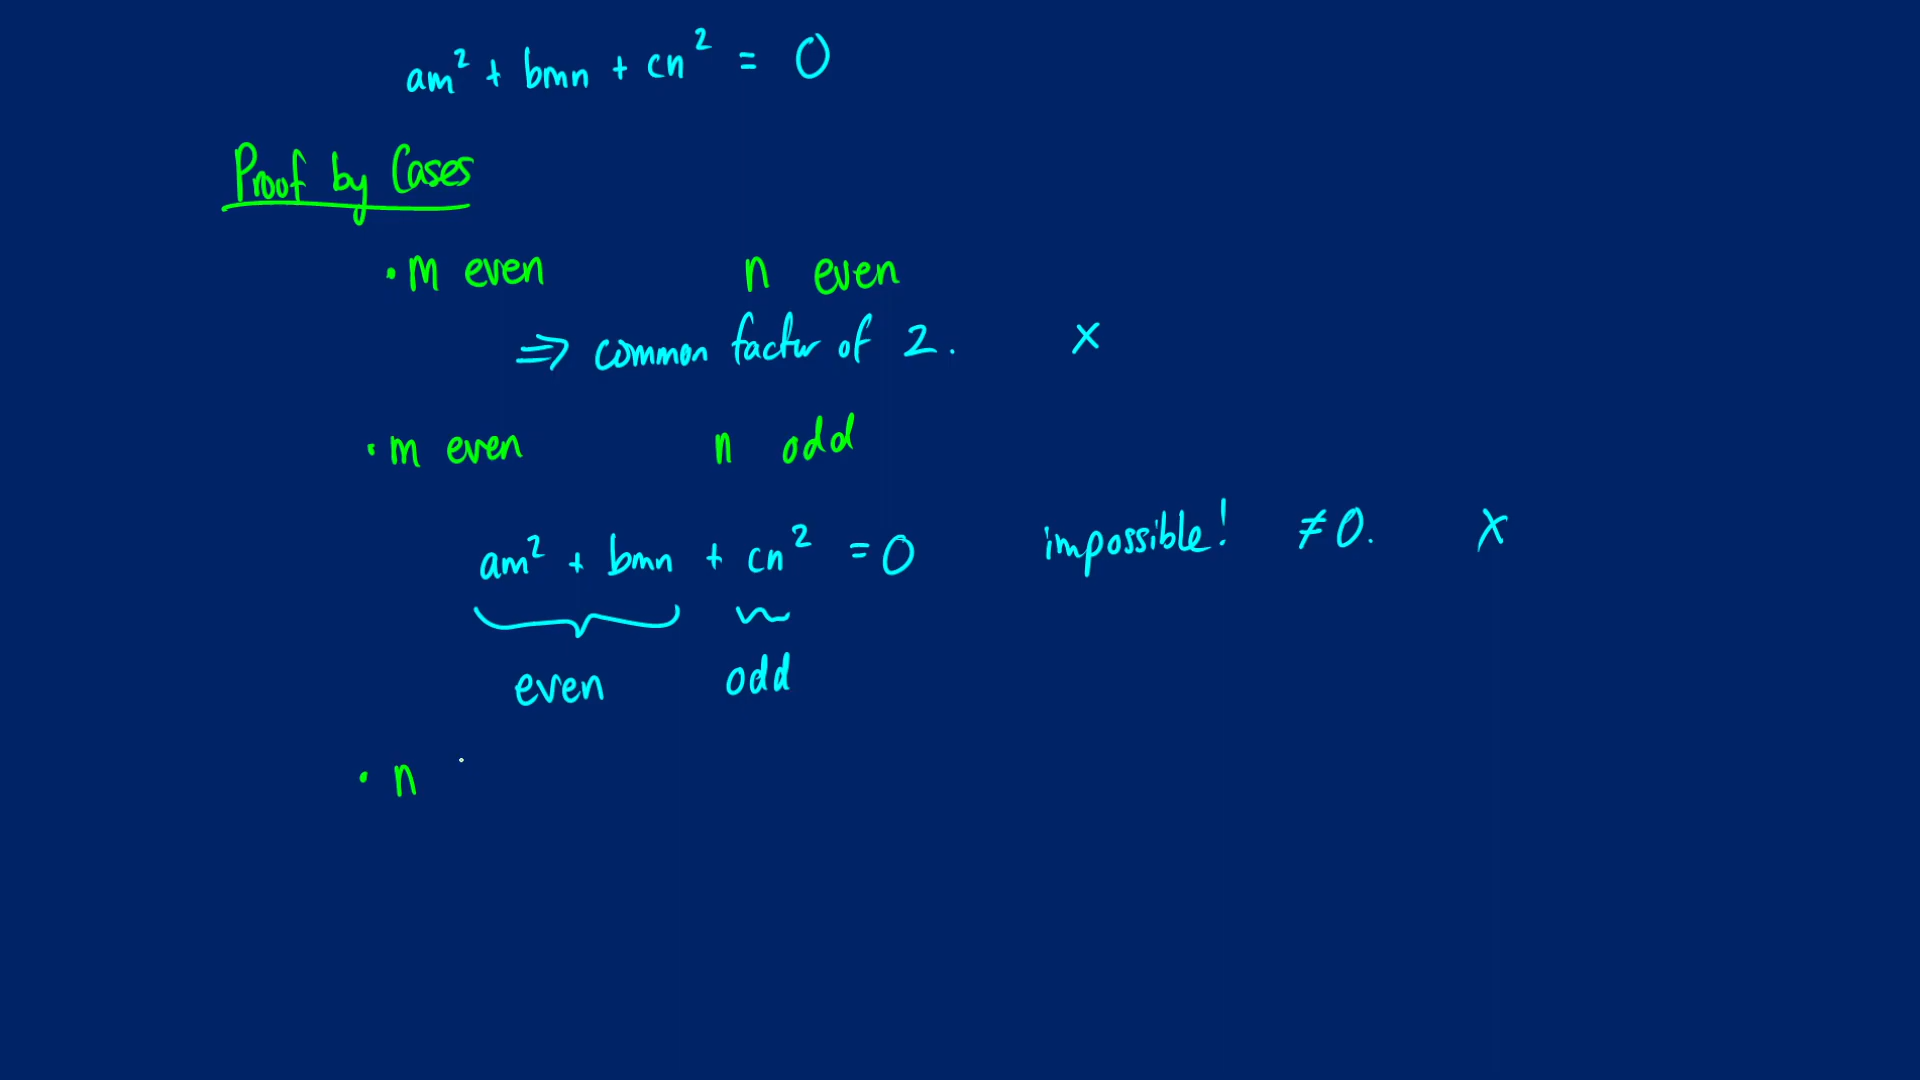 am² + bmn + cn² = 0
Proof by Cases
• m even n even
⇒ common factor of 2. X
• m even n odd
am² + bmn + cn² = 0 impossible! ≠ 0. X
even odd
• n